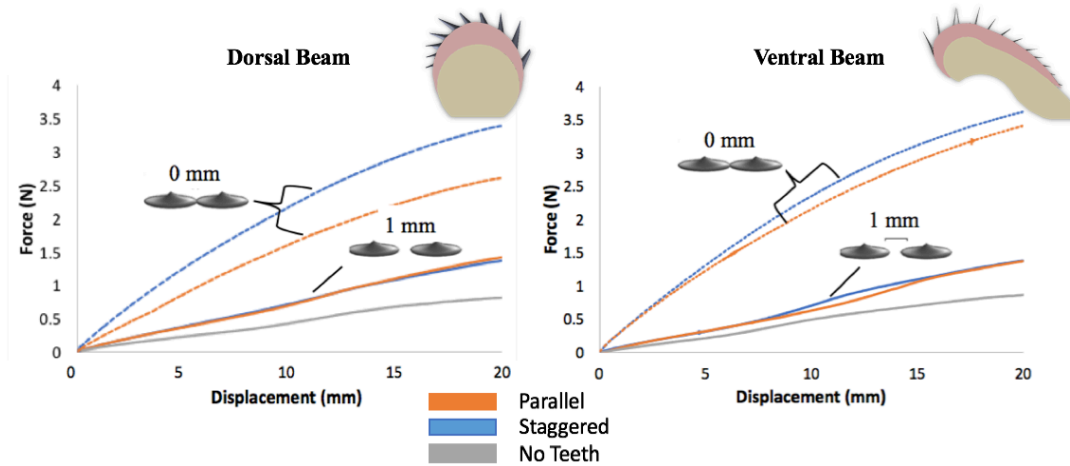 Dorsal Beam
Ventral Beam
4
3.5
3
2.5
2
1.5
1
0.5
0
Force (N)
0 mm
1 mm
0
5
10
15
20
Displacement (mm)
4
3.5
3
2.5
2
1.5
1
0.5
0
Force (N)
0 mm
1 mm
0
5
10
15
20
Displacement (mm)
Parallel
Staggered
No Teeth